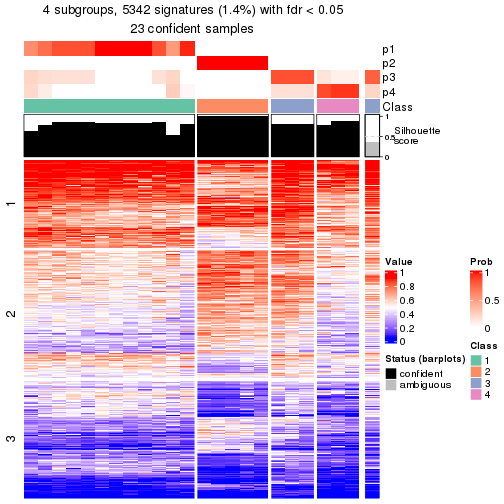 4 subgroups, 5342 signatures (1.4%) with fdr < 0.05
23 confident samples
p1
p2
p3
p4
Class
1
0.5
0
Silhouette
score
1
2
3
Value
1
0.8
0.6
0.4
0.2
0
Status (barplots)
confident
ambiguous
Prob
1
0.5
0
Class
1
2
3
4